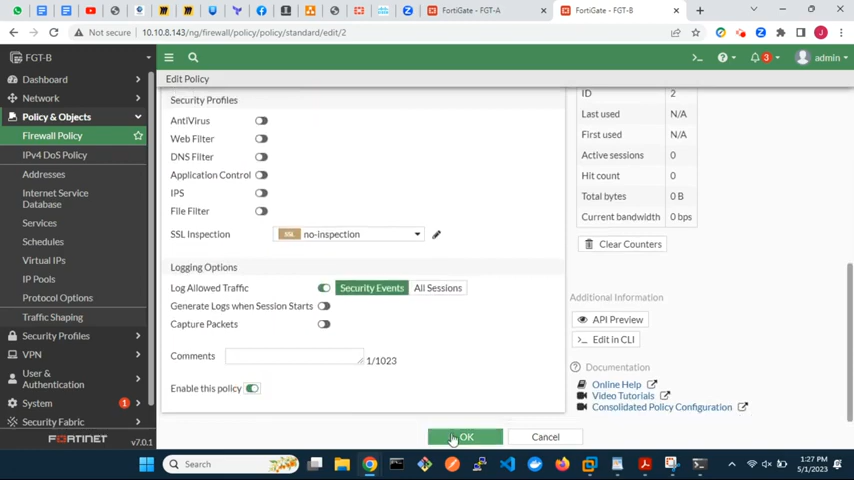 FortiGate - FGT-A
FortiGate - FGT-B
Not secure
10.10.8.143/ng/firewall/policy/policy/standard/edit/2
J
FGT-B
>_
3
admin
Dashboard
Network
Policy & Objects
Firewall Policy
IPv4 DoS Policy
Addresses
Internet Service
Database
Services
Schedules
Virtual IPs
IP Pools
Protocol Options
Traffic Shaping
Security Profiles
VPN
User &
Authentication
System
1
Security Fabric
FORTINET
v7.0.1
Edit Policy
Security Profiles
AntiVirus
Web Filter
DNS Filter
Application Control
IPS
File Filter
SSL Inspection
SSL
no-inspection
Logging Options
Log Allowed Traffic
Security Events
All Sessions
Generate Logs when Session Starts
Capture Packets
Comments
1/1023
Enable this policy
OK
Cancel
ID
2
Last used
N/A
First used
N/A
Active sessions
0
Hit count
0
Total bytes
0 B
Current bandwidth
0 bps
Clear Counters
Additional Information
API Preview
>_ Edit in CLI
Documentation
Online Help
Video Tutorials
Consolidated Policy Configuration
Search
1:27 PM
5/1/2023